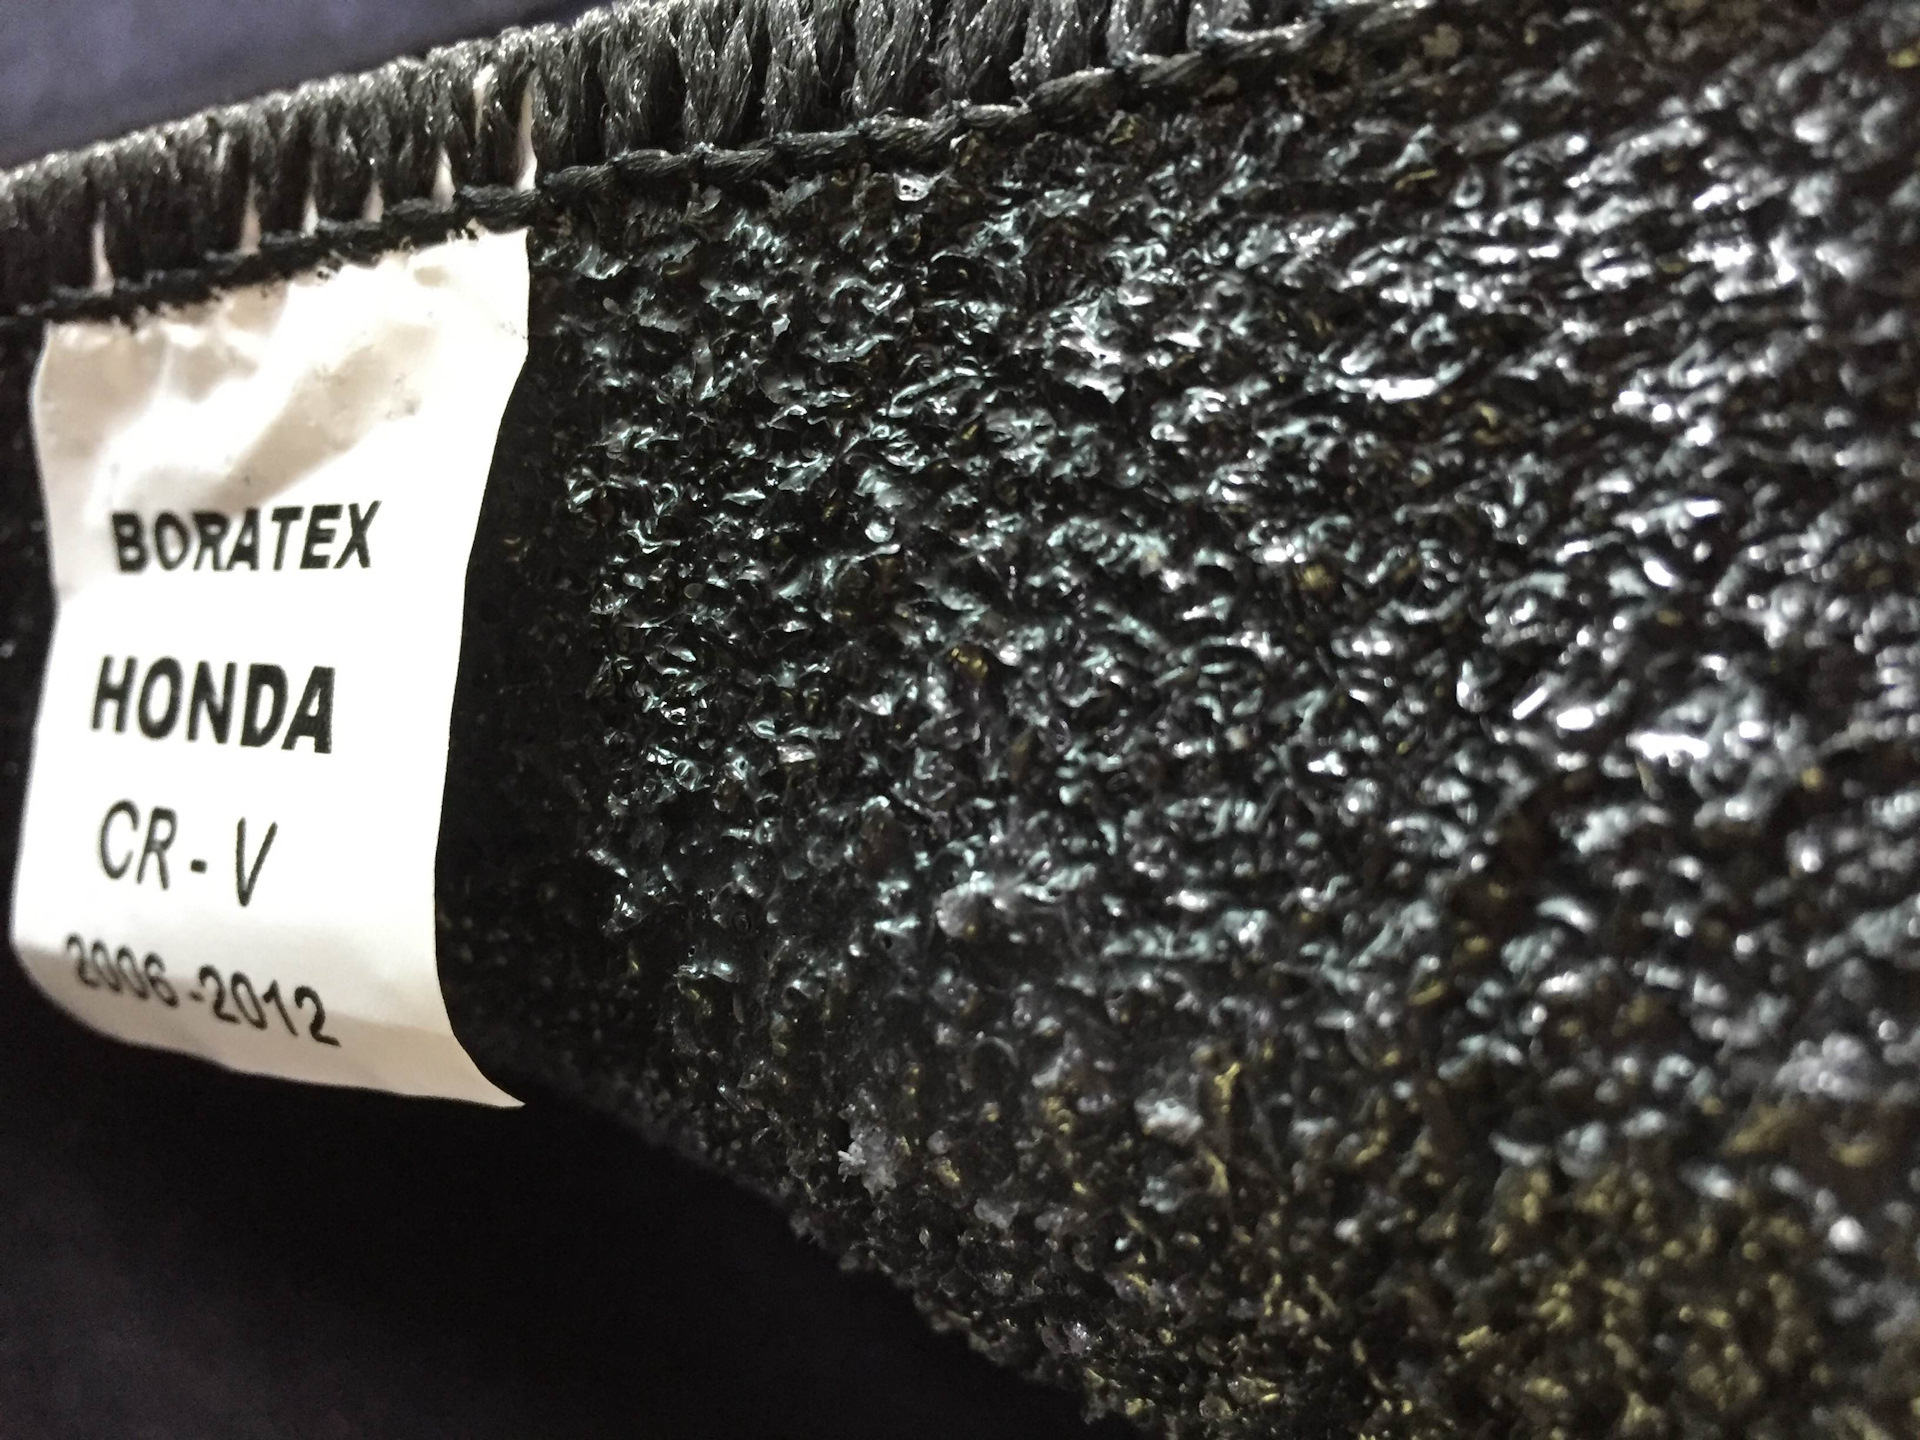 BORATEX
HONDA
CR-V
2006-2012